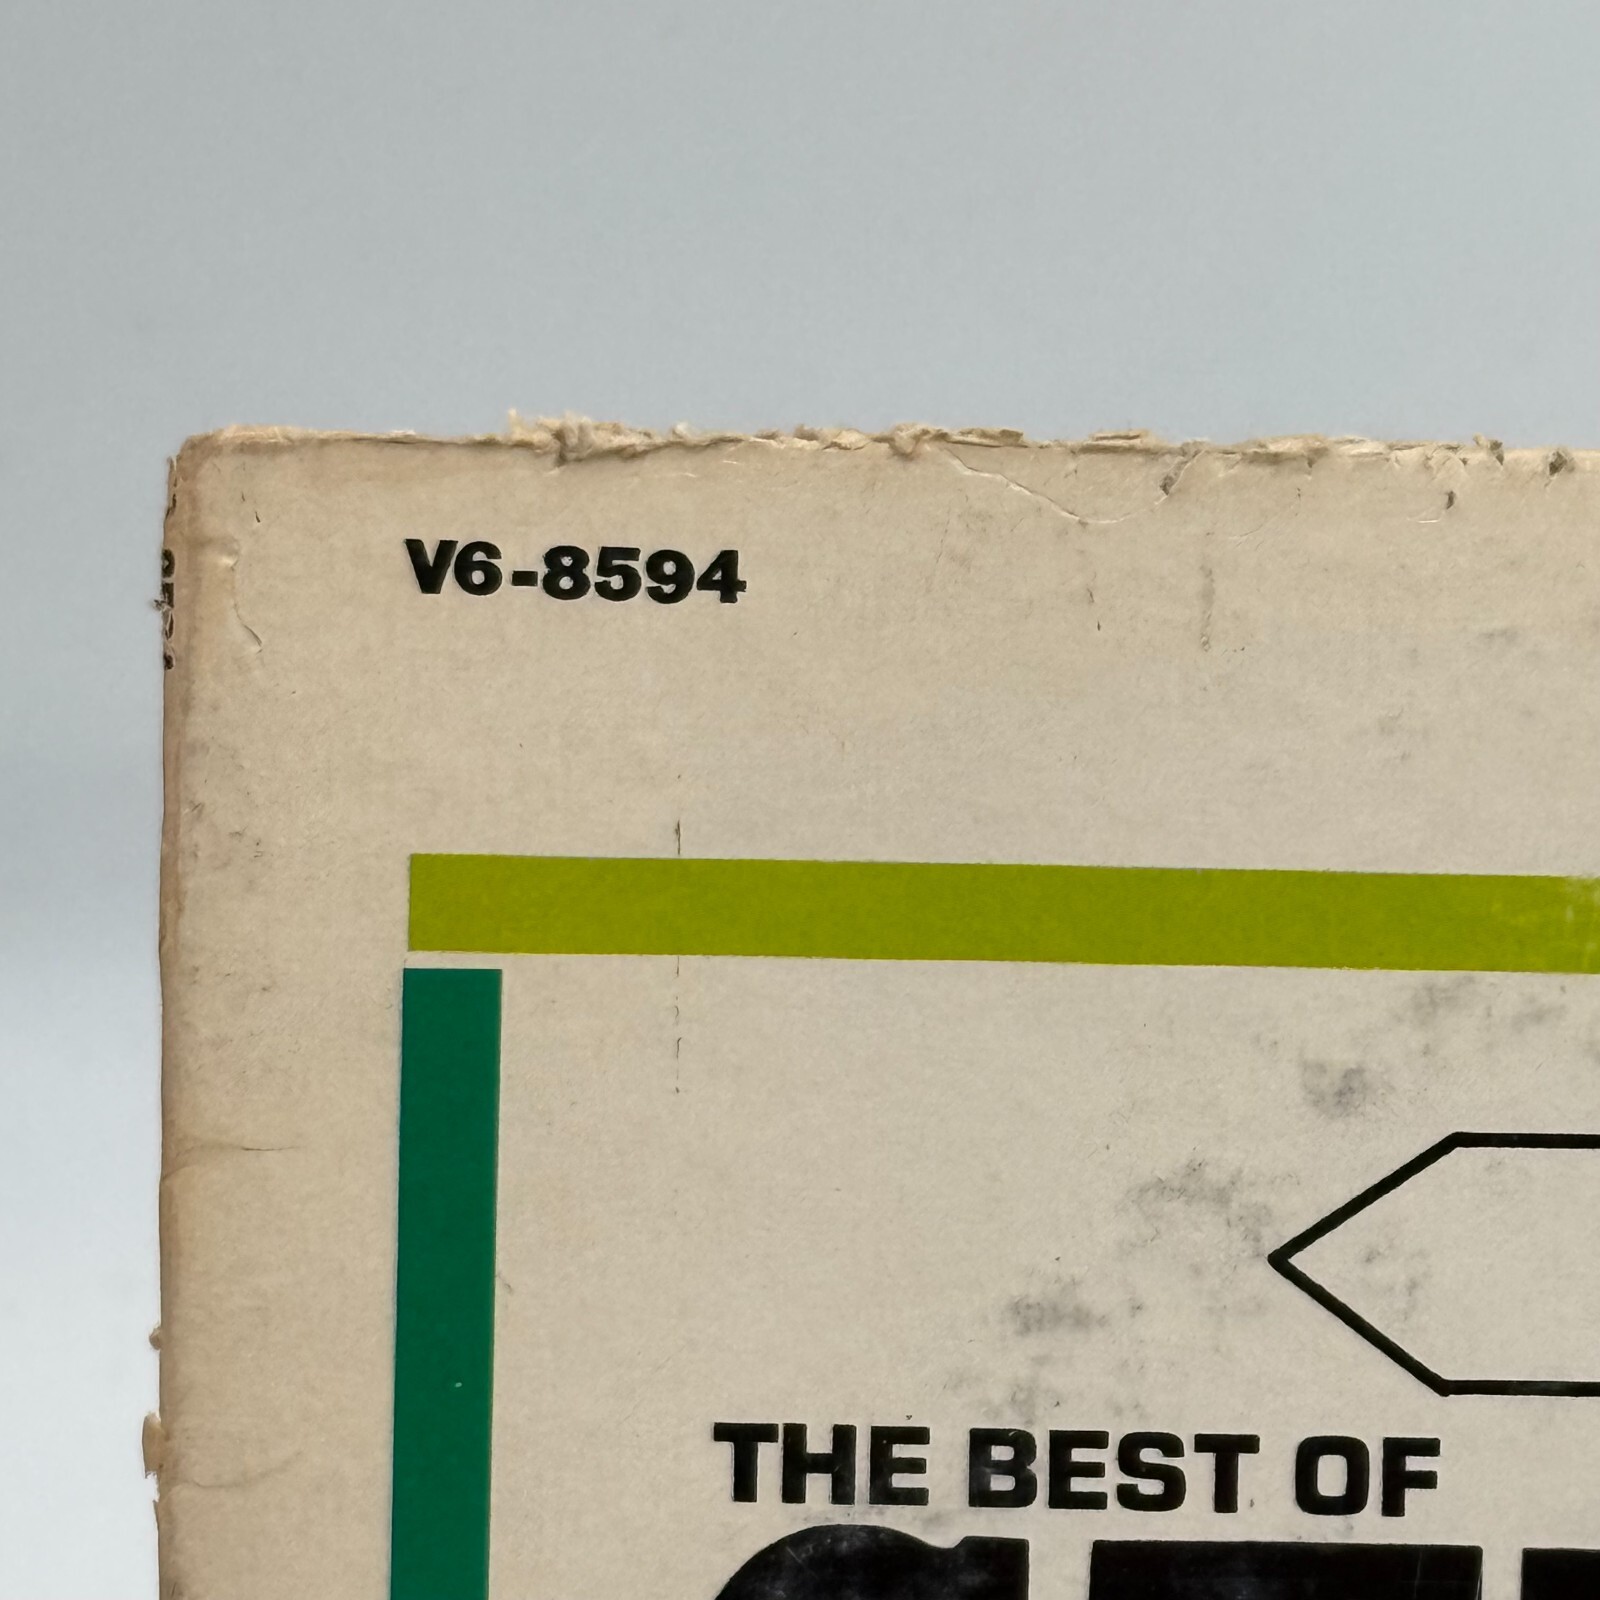 V6-8594
THE BEST OF